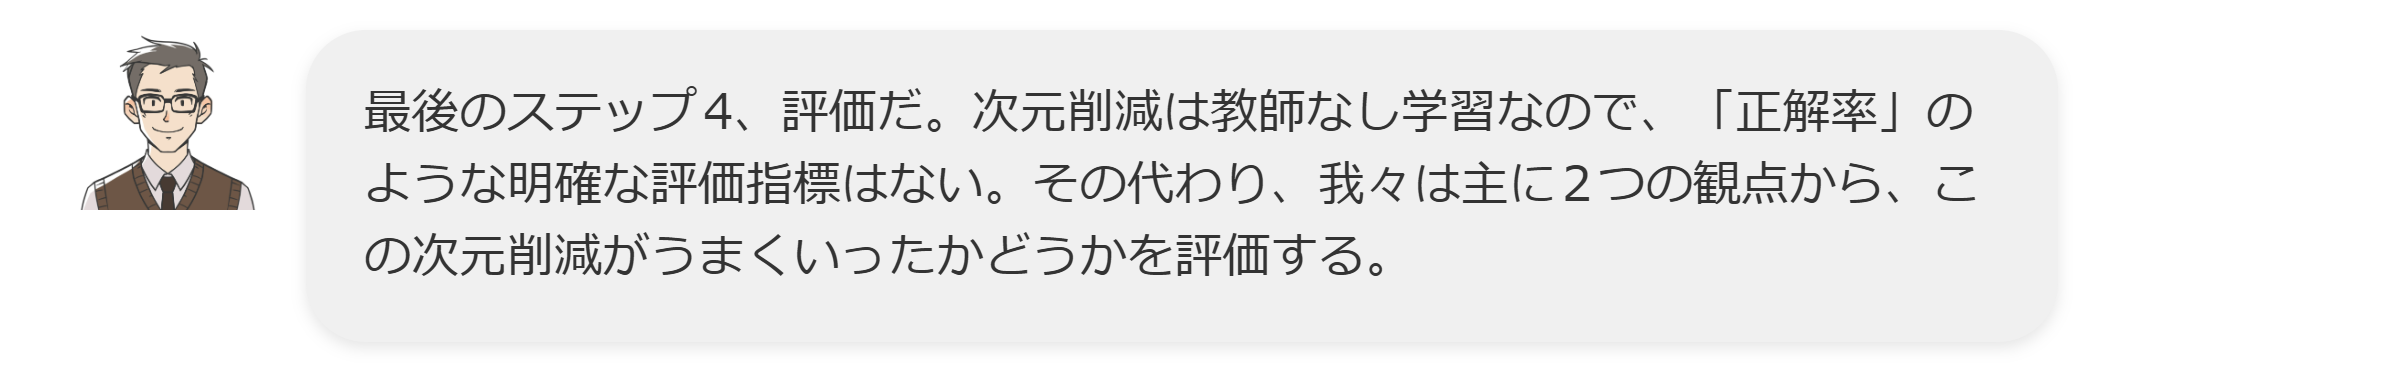 最後のステップ４、評価だ。次元削減は教師なし学習なので、「正解率」の
ような明確な評価指標はない。その代わり、我々は主に２つの観点から、こ
の次元削減がうまくいったかどうかを評価する。